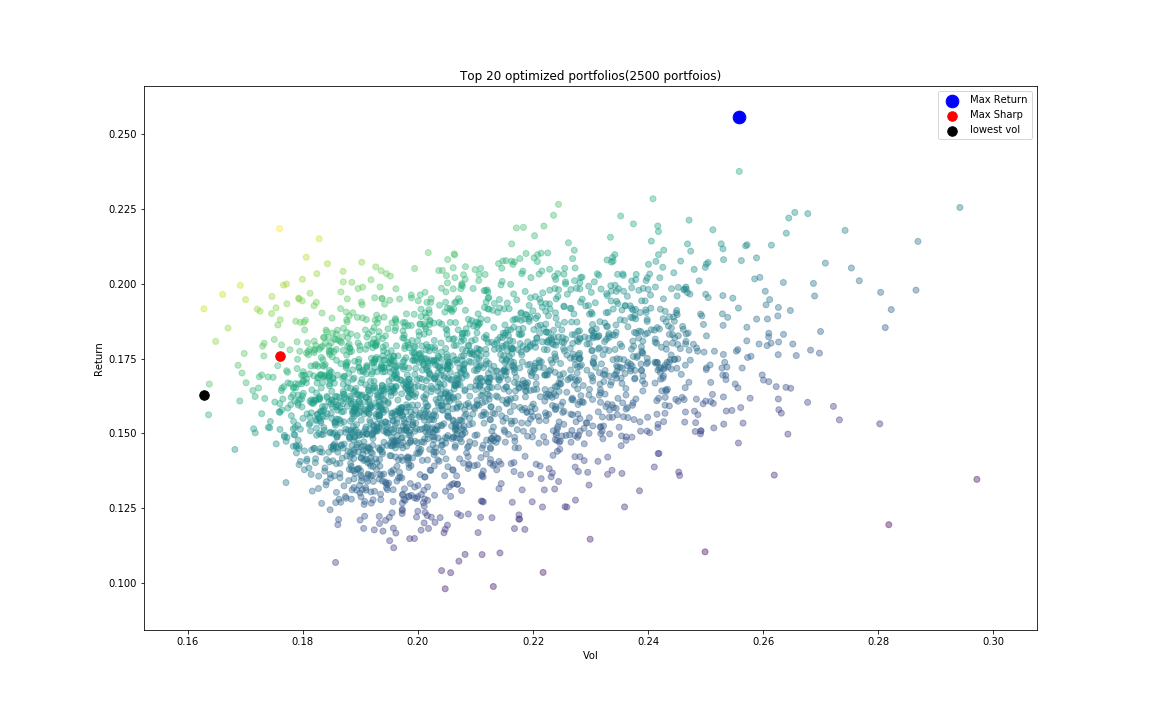 Top 20 optimized portfolios(2500 portfoios)
Max Return
Max Sharp
lowest vol
Return
0.250
0.225
0.200
0.175
0.150
0.125
0.100
0.16 0.18 0.20 0.22 0.24 0.26 0.28 0.30
Vol